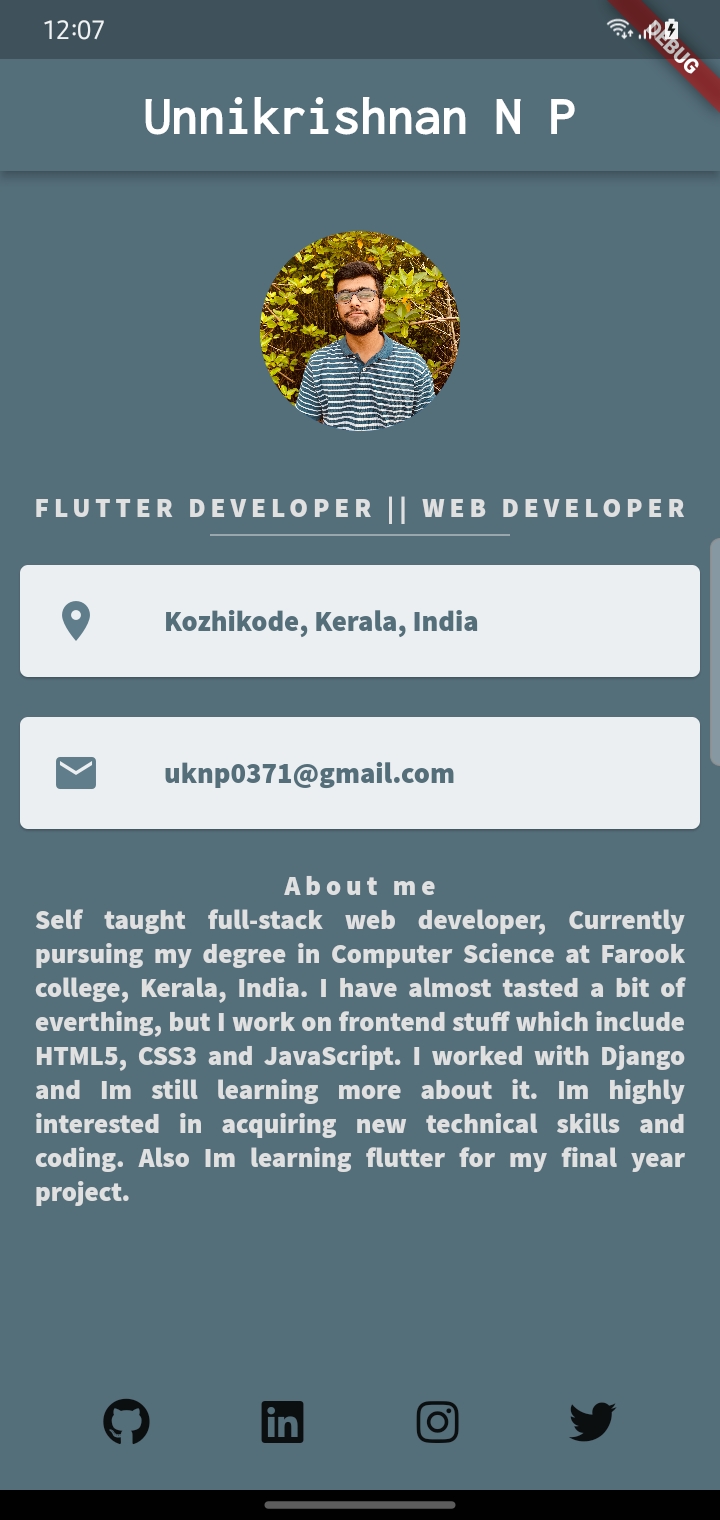 12:07
DEBUG
Unnikrishnan N P
FLUTTER DEVELOPER || WEB DEVELOPER
Kozhikode, Kerala, India
uknp0371@gmail.com
About me
Self taught full-stack web developer, Currently
pursuing my degree in Computer Science at Farook
college, Kerala, India. I have almost tasted a bit of
everthing, but I work on frontend stuff which include
HTML5, CSS3 and JavaScript. I worked with Django
and Im still learning more about it. Im highly
interested in acquiring new technical skills and
coding. Also Im learning flutter for my final year
project.
in